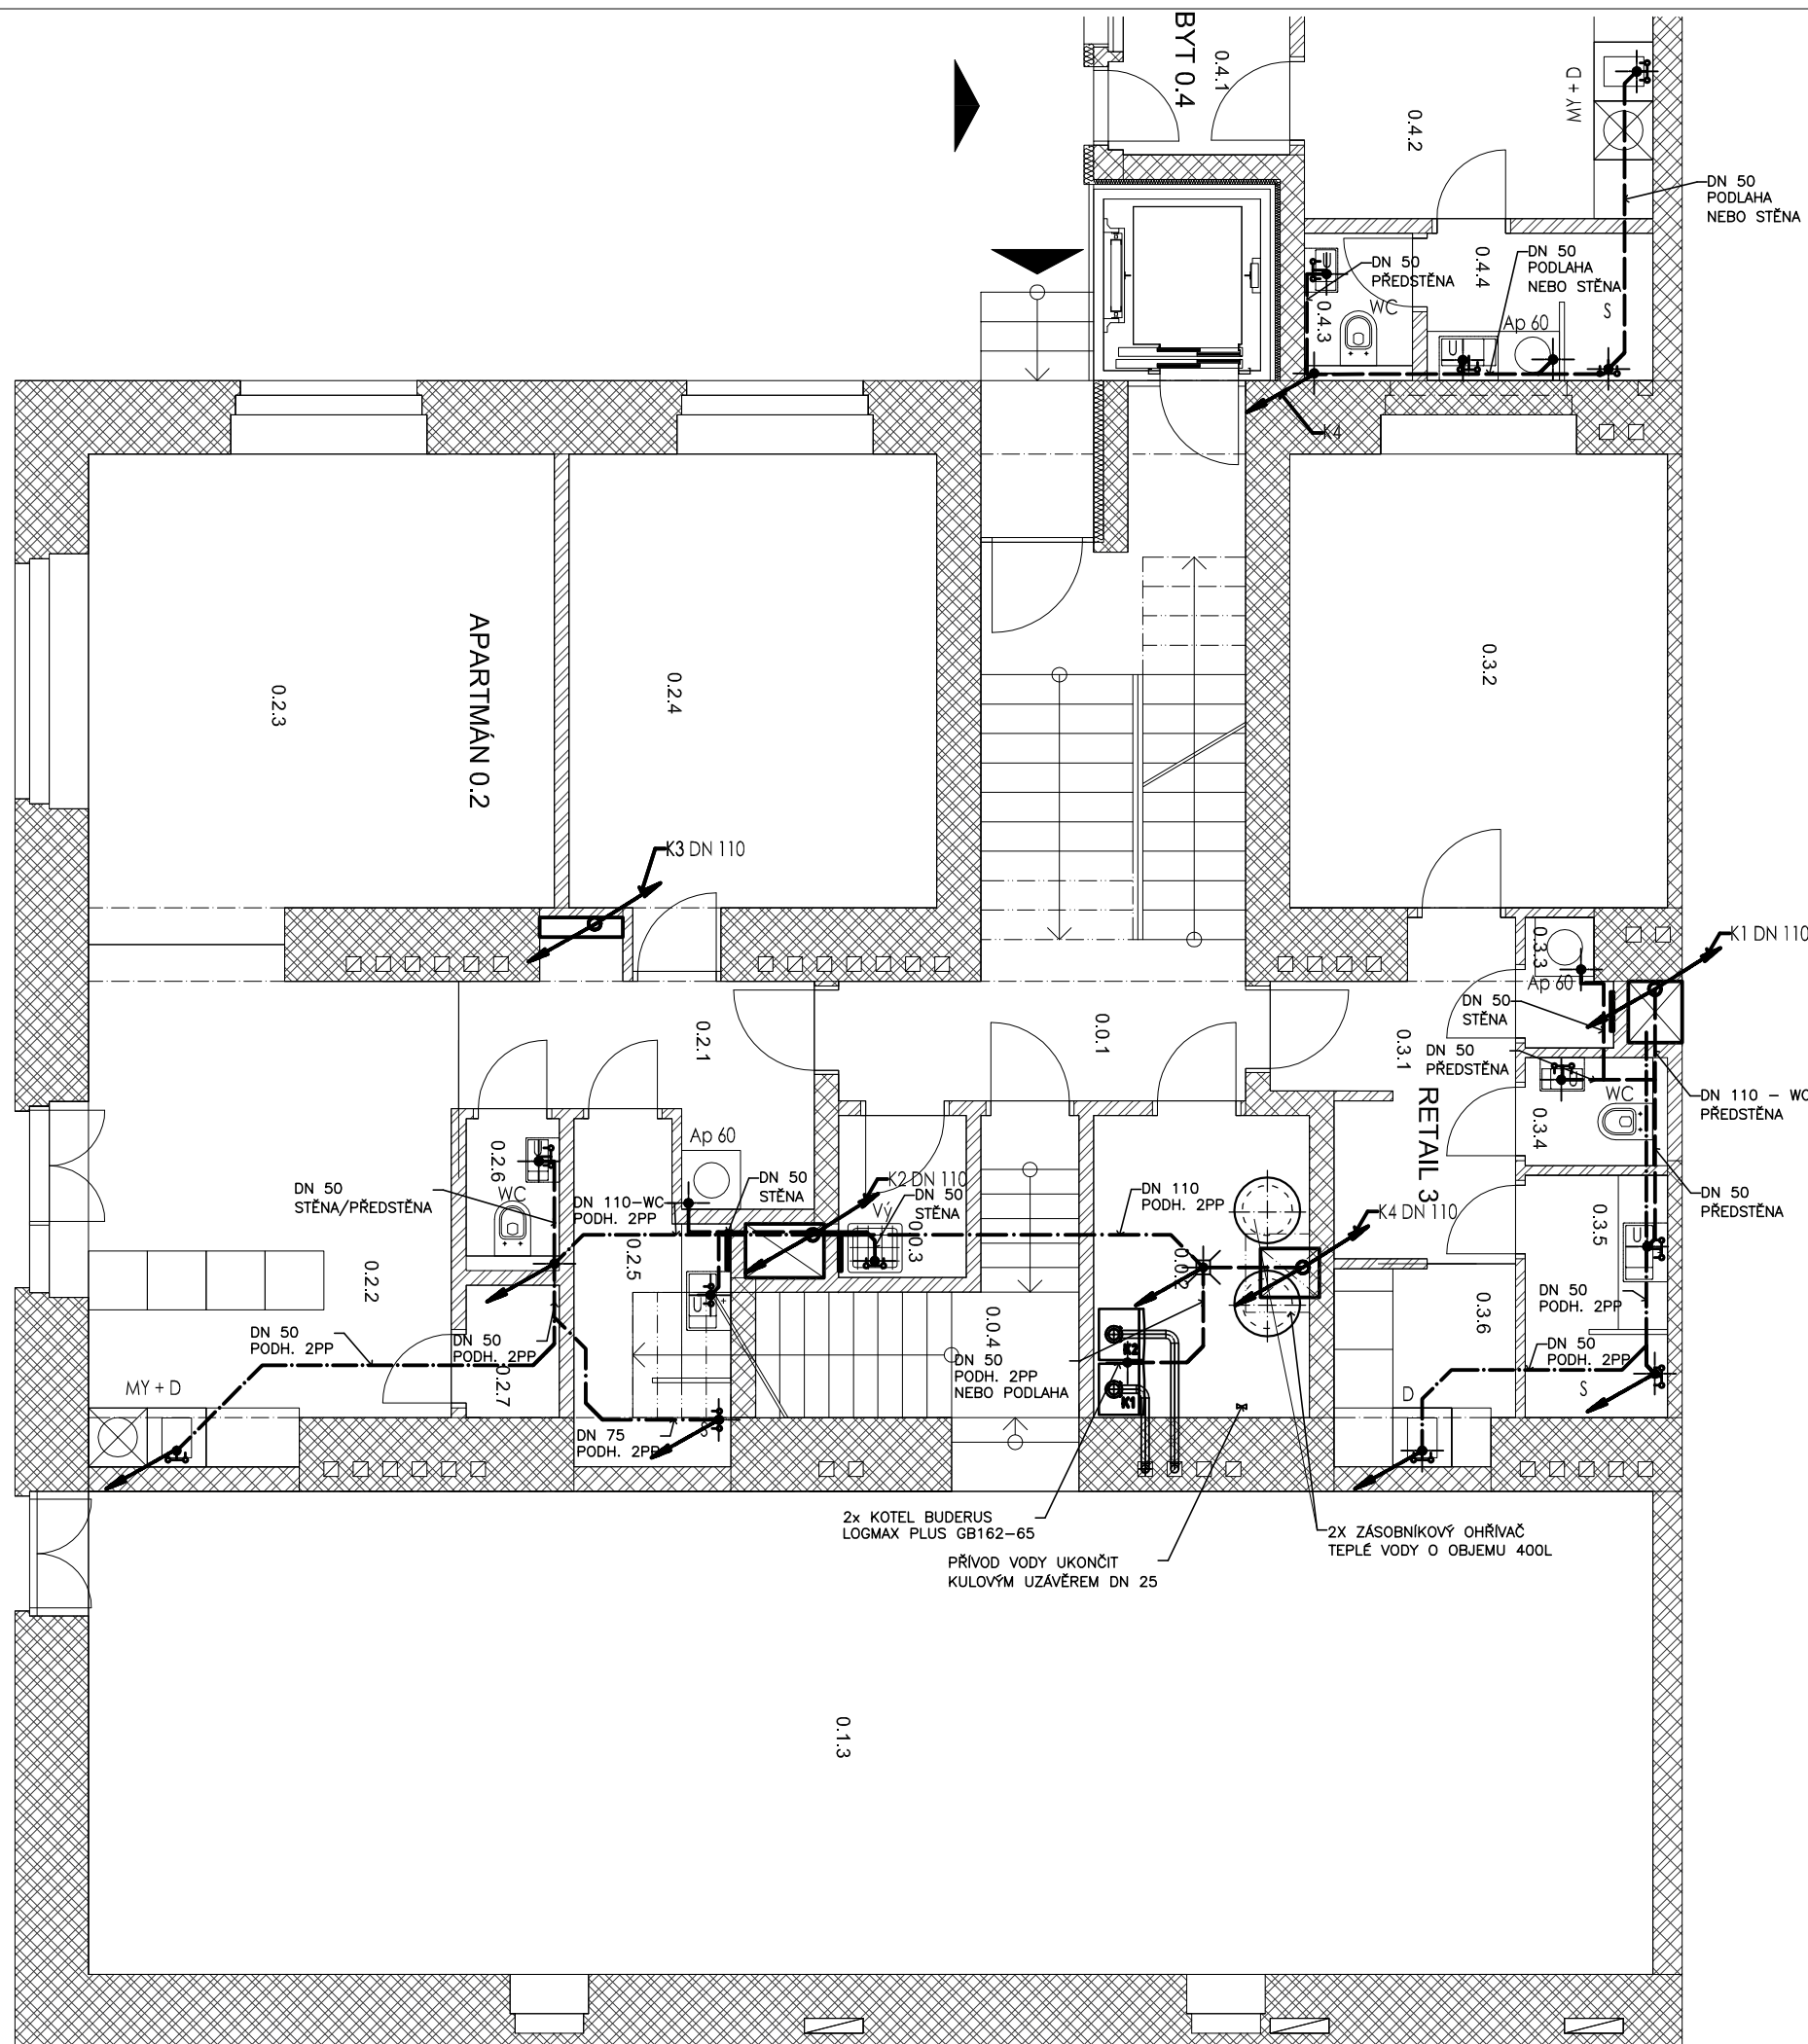 BYT 0.4
0.4.1
0.4.2
MY + D
DN 50
PODLAHA
NEBO STĚNA
DN 50
PŘEDSTĚNA
0.4.4
DN 50
PODLAHA
NEBO STĚNA
0.4.3
WC
U
U
Ap 60
S
K4
0.3.2
APARTMÁN 0.2
0.2.3
0.2.4
K3 DN 110
K1 DN 110
0.3.3
Ap 60
DN 50
STĚNA
0.2.1
0.0.1
0.3.1
DN 50
PŘEDSTĚNA
RETAIL 3
U
WC
0.3.4
DN 110 – WC
PŘEDSTĚNA
Ap 60
U
0.2.6
WC
DN 50
STĚNA/PŘEDSTĚNA
DN 110-WC
PODH. 2PP
DN 50
STĚNA
K2 DN 110
DN 50
STĚNA
Vý
0.0.3
DN 110
PODH. 2PP
K4 DN 110
DN 50
PŘEDSTĚNA
0.3.5
U
0.2.5
0.0.2
0.2.2
U
DN 50
PODH. 2PP
0.3.6
0.0.4
DN 50
PODH. 2PP
DN 50
PODH. 2PP
K2
DN 50
PODH. 2PP
NEBO PODLAHA
DN 50
PODH. 2PP
0.2.7
MY + D
K1
D
S
DN 75
PODH. 2PP
S
2x KOTEL BUDERUS
LOGMAX PLUS GB162–65
PŘÍVOD VODY UKONČIT
KULOVÝM UZÁVĚREM DN 25
2X ZÁSOBNÍKOVÝ OHŘÍVAČ
TEPLÉ VODY O OBJEMU 400L
0.1.3